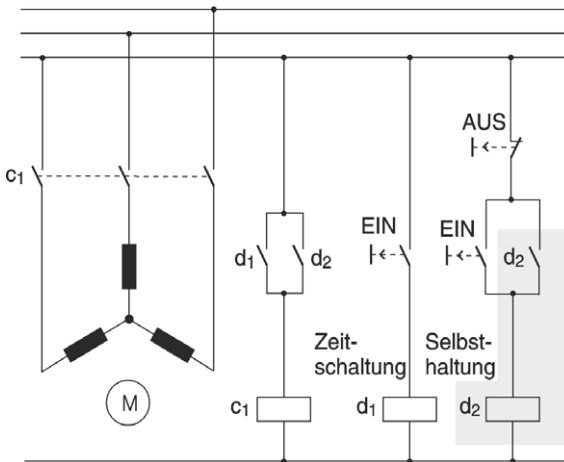 AUS
c1
EIN
EIN
d1
d2
d2
Zeit-
schaltung
Selbst-
haltung
M
c1
d1
d2